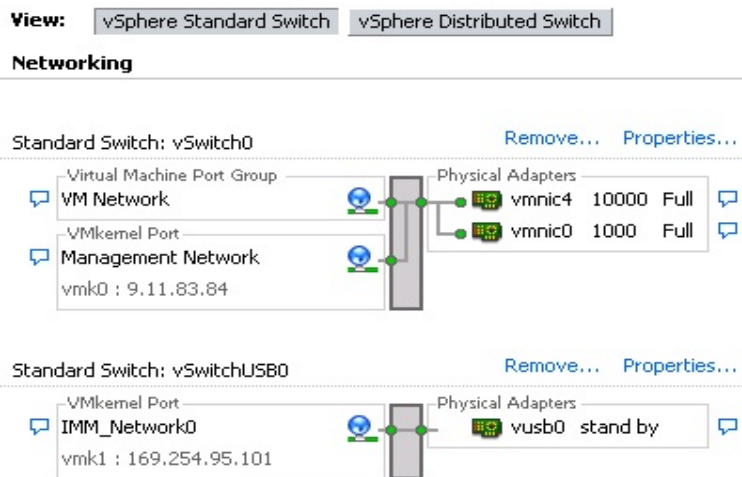 View: vSphere Standard Switch vSphere Distributed Switch
Networking
Standard Switch: vSwitch0 Remove... Properties...
Virtual Machine Port Group Physical Adapters
VM Network vmnic4 10000 Full
vmnic0 1000 Full
VMkernel Port
Management Network
vmk0 : 9.11.83.84
Standard Switch: vSwitchUSB0 Remove... Properties...
VMkernel Port Physical Adapters
IMM_Network0 vusb0 stand by
vmk1 : 169.254.95.101